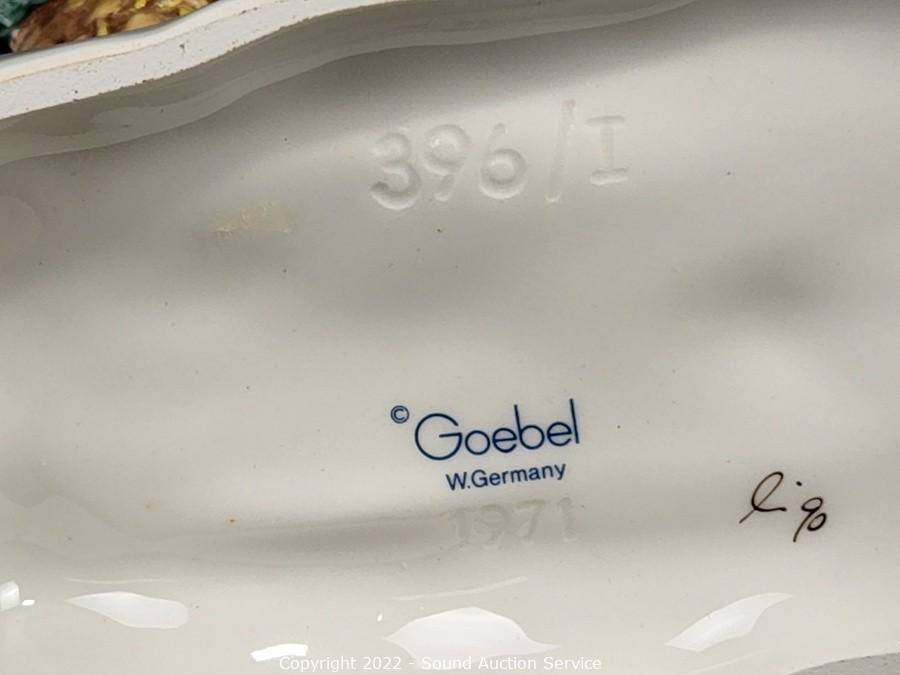 396/I
© Goebel
W.Germany
1971
Copyright 2022 - Sound Auction Service